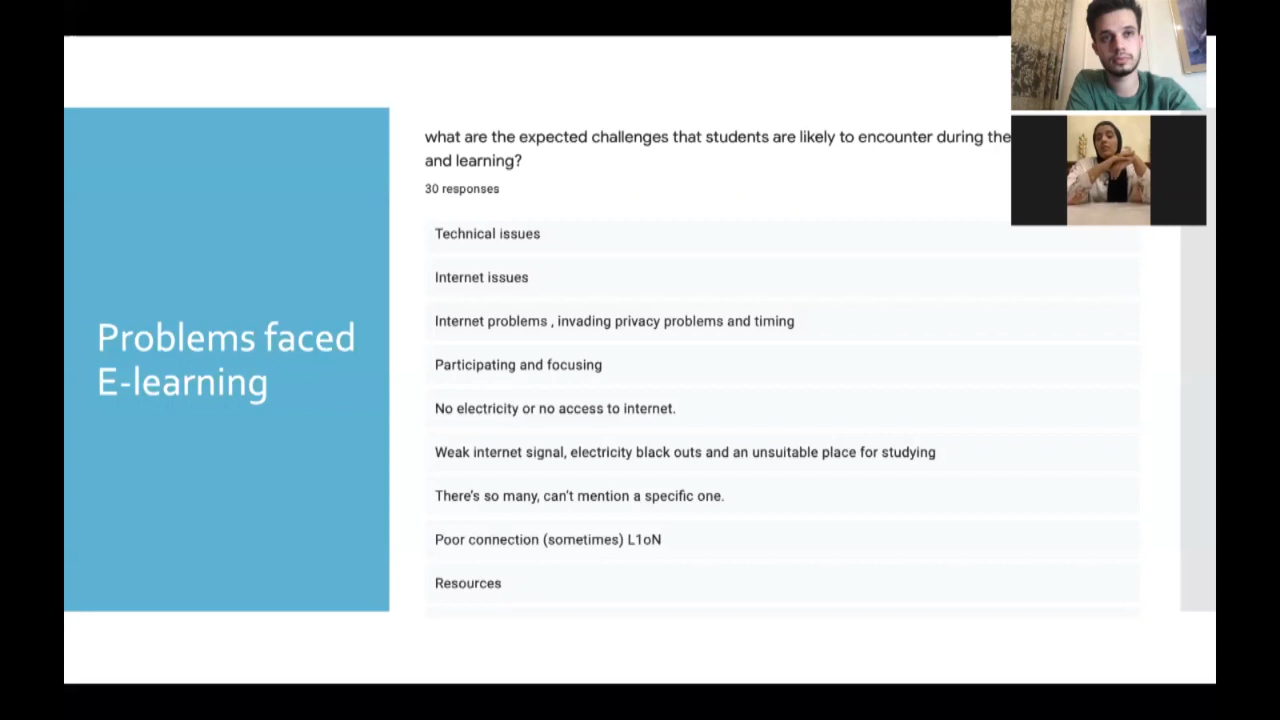 Problems faced
E-learning
what are the expected challenges that students are likely to encounter during the
and learning?
30 responses
Technical issues
Internet issues
Internet problems , invading privacy problems and timing
Participating and focusing
No electricity or no access to internet.
Weak internet signal, electricity black outs and an unsuitable place for studying
There's so many, can't mention a specific one.
Poor connection (sometimes) L1oN
Resources